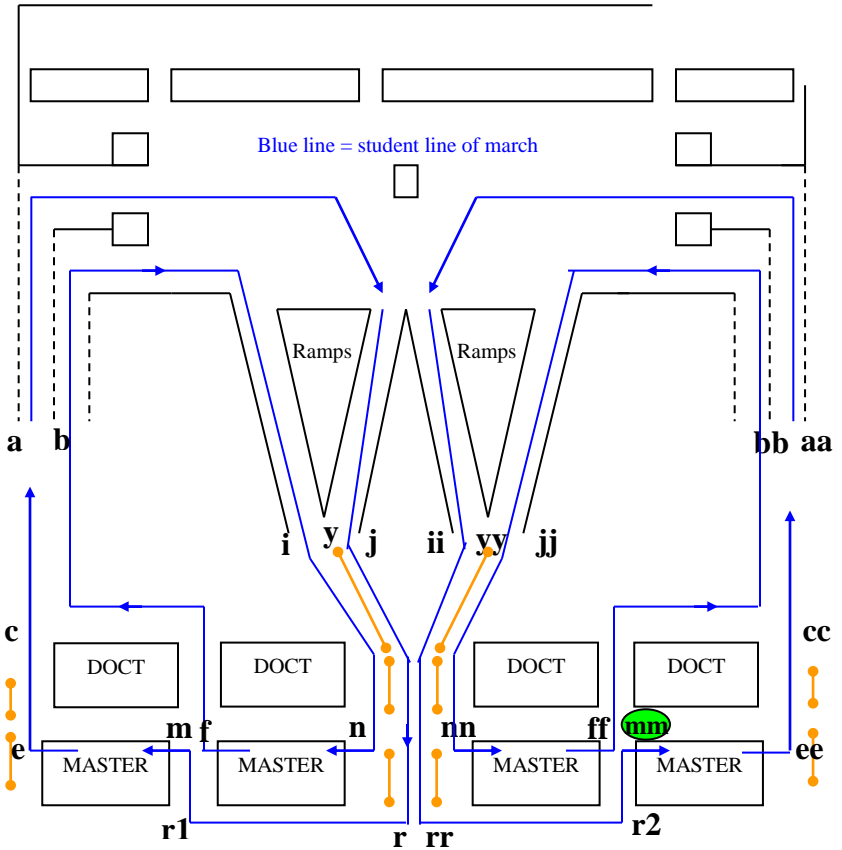 Blue line = student line of march
Ramps
Ramps
a
b
bb
aa
i
y
j
ii
yy
jj
c
cc
DOCT
DOCT
DOCT
DOCT
e
m
f
n
nn
ff
mm
ee
MASTER
MASTER
MASTER
MASTER
r1
r
rr
r2